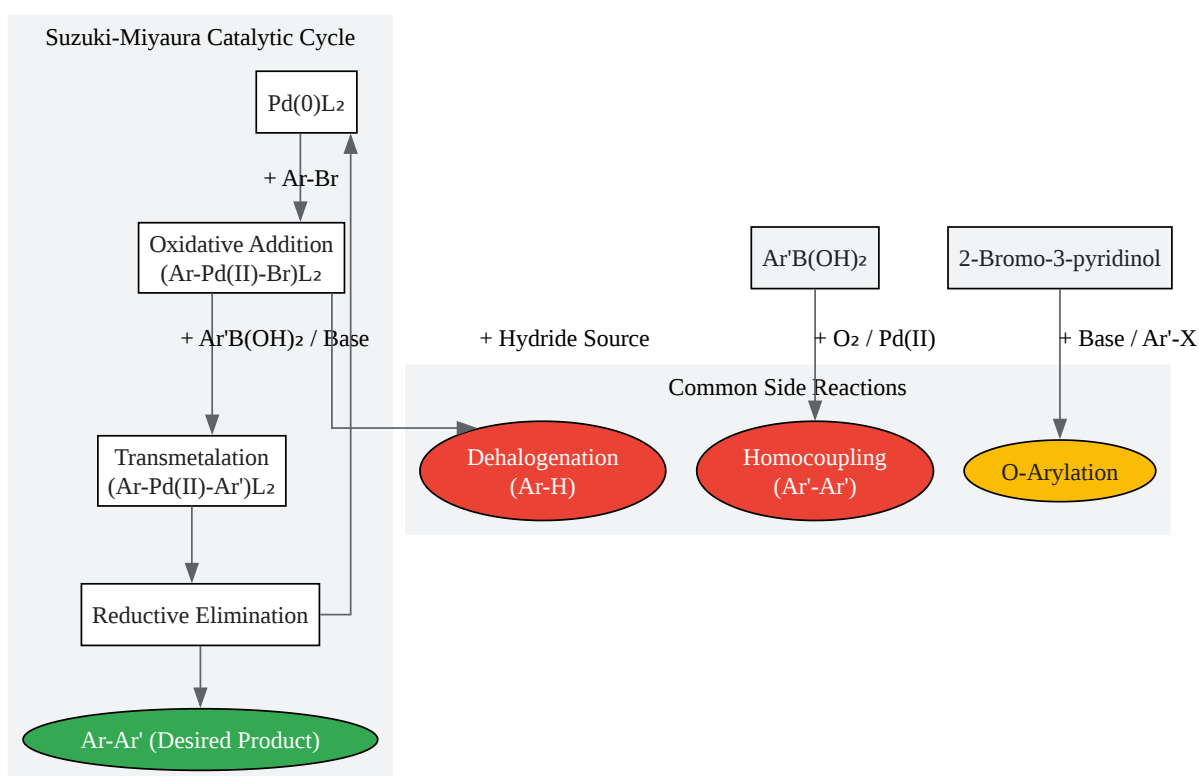 Suzuki-Miyaura Catalytic Cycle
Pd(0)L₂
+ Ar-Br
Oxidative Addition
(Ar-Pd(II)-Br)L₂
+ Ar'B(OH)₂ / Base
Transmetalation
(Ar-Pd(II)-Ar')L₂
Reductive Elimination
Ar-Ar' (Desired Product)
Ar'B(OH)₂
2-Bromo-3-pyridinol
+ Hydride Source
+ O₂ / Pd(II)
+ Base / Ar'-X
Common Side Reactions
Dehalogenation
(Ar-H)
Homocoupling
(Ar'-Ar')
O-Arylation